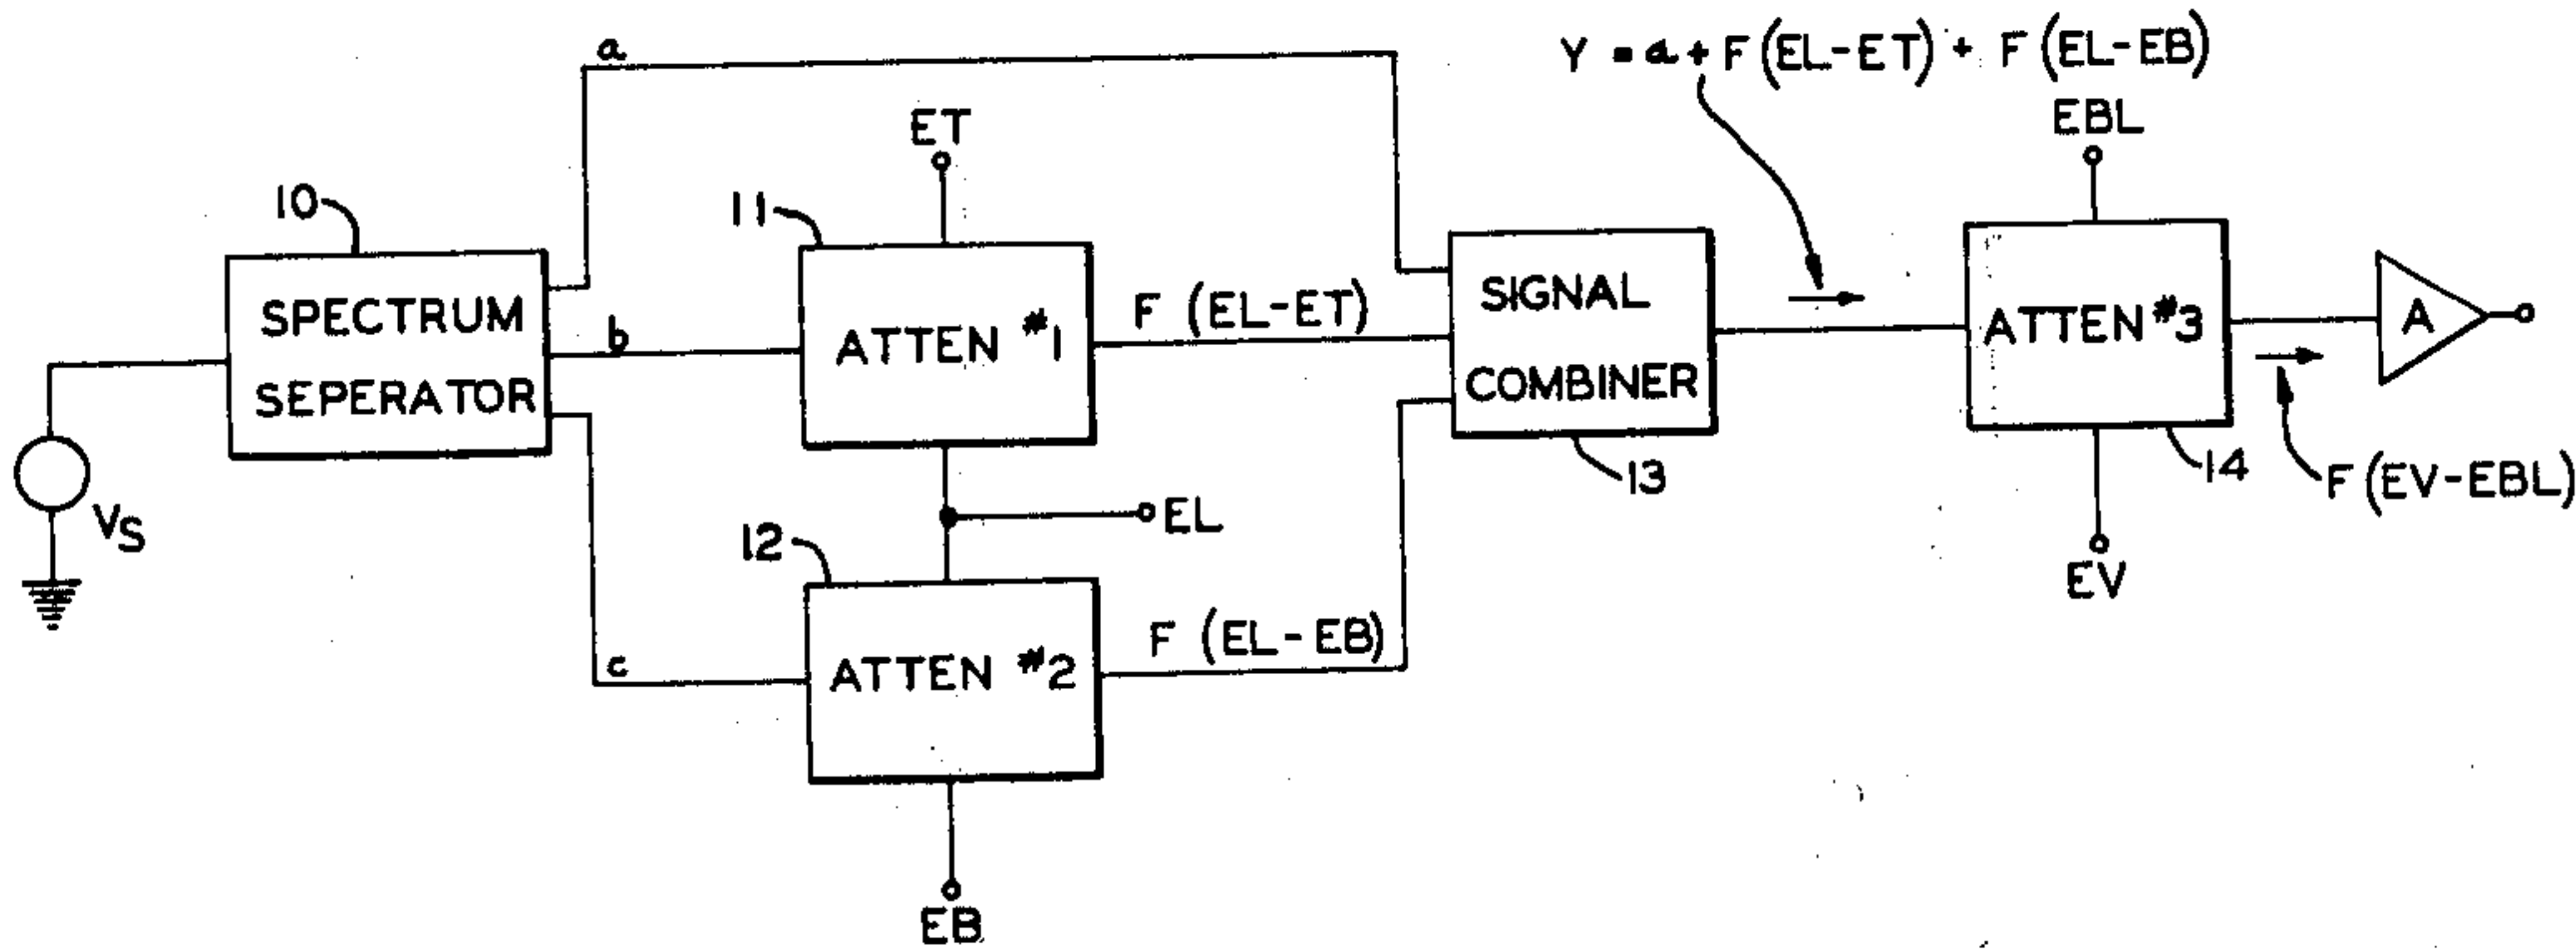 a
Y = a + F (EL-ET) + F (EL-EB)
ET
EBL
10
11
SPECTRUM
SEPERATOR
b
ATTEN #1
F (EL-ET)
SIGNAL
COMBINER
ATTEN #3
A
13
14
F (EV-EBL)
VS
EL
12
EV
c
ATTEN #2
F (EL-EB)
EB